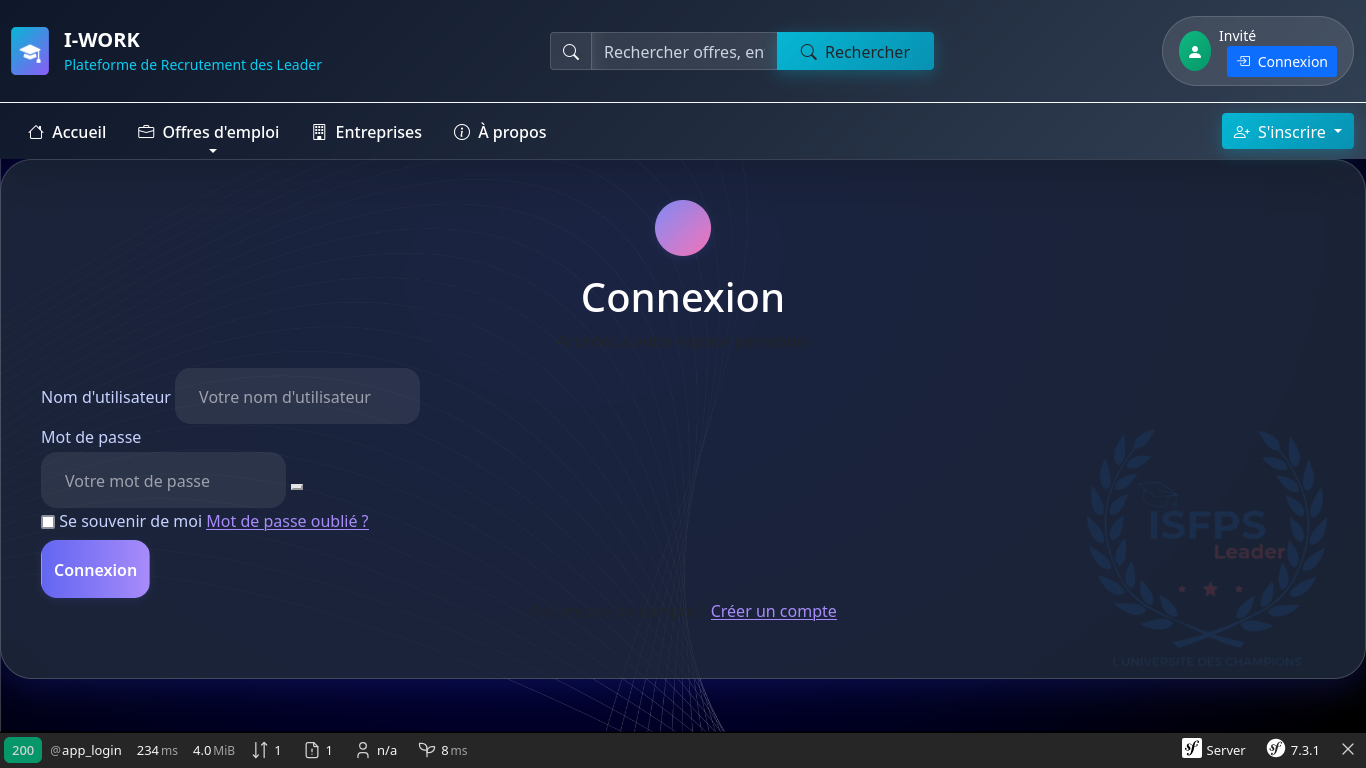 I-WORK
Plateforme de Recrutement des Leader
Rechercher offres, en
Rechercher
Invité
Connexion
Accueil
Offres d'emploi
Entreprises
À propos
S'inscrire
Connexion
Nom d'utilisateur
Votre nom d'utilisateur
Mot de passe
Votre mot de passe
Se souvenir de moi Mot de passe oublié ?
Connexion
Créer un compte
ISFPS
Leader
L'UNIVERSITE DES CHAMPIONS
200 @app_login 234 ms 4.0 MiB 1 1 n/a 8 ms Server 7.3.1